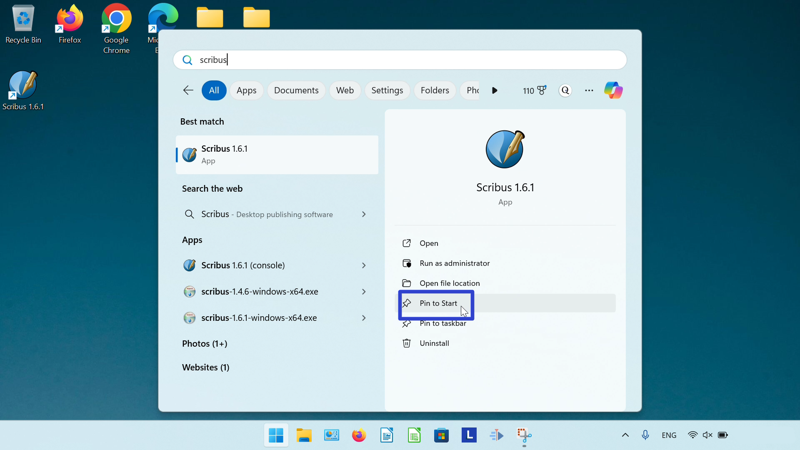 Recycle Bin
Firefox
Google
Chrome
Scribus 1.6.1
scribus
All
Apps
Documents
Web
Settings
Folders
110
Best match
Scribus 1.6.1
App
Search the web
Scribus - Desktop publishing software
Apps
Scribus 1.6.1 (console)
scribus-1.4.6-windows-x64.exe
scribus-1.6.1-windows-x64.exe
Photos (1+)
Websites (1)
Scribus 1.6.1
App
Open
Run as administrator
Open file location
Pin to Start
Pin to taskbar
Uninstall
L
ENG